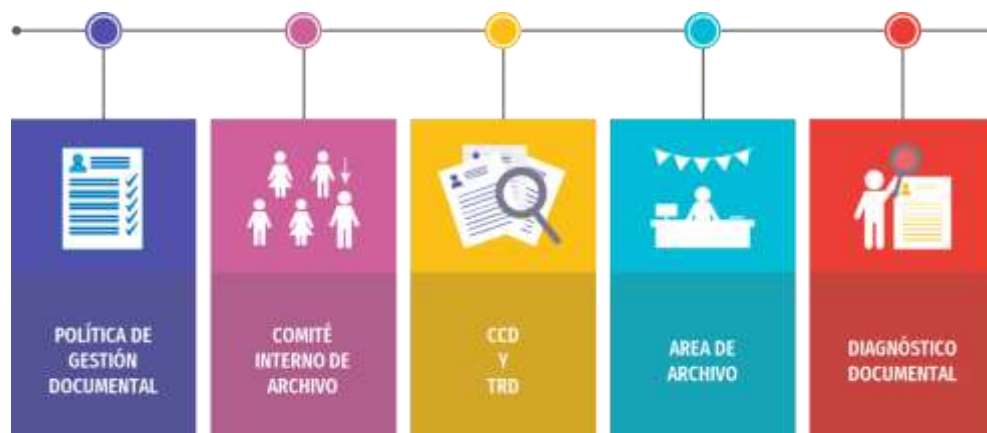 POLÍTICA DE
GESTIÓN
DOCUMENTAL
COMITÉ
INTERNO DE
ARCHIVO
CCD
Y
TRD
AREA DE
ARCHIVO
DIAGNÓSTICO
DOCUMENTAL